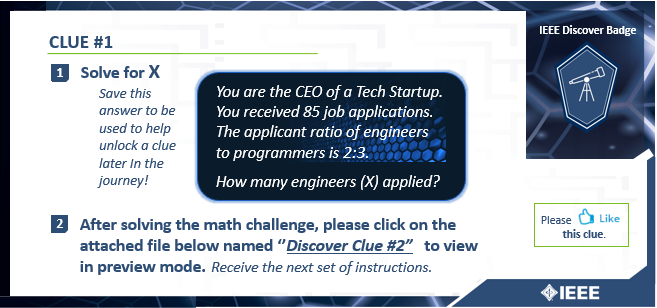 CLUE #1
IEEE Discover Badge
1 Solve for X
Save this
answer to be
used to help
unlock a clue
later In the
journey!
You are the CEO of a Tech Startup.
You received 85 job applications.
The applicant ratio of engineers
to programmers is 2:3.
How many engineers (X) applied?
2 After solving the math challenge, please click on the
attached file below named “Discover Clue #2” to view
in preview mode. Receive the next set of instructions.
Please Like
this clue.
IEEE